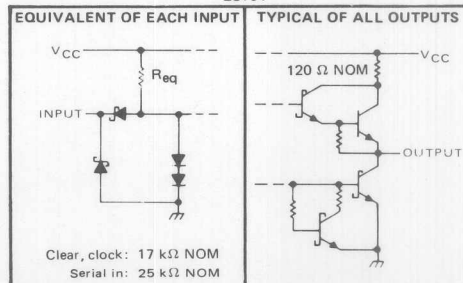 EQUIVALENT OF EACH INPUT
VCC
Req
INPUT
Clear, clock: 17 kΩ NOM
Serial in: 25 kΩ NOM
TYPICAL OF ALL OUTPUTS
VCC
120 Ω NOM
OUTPUT